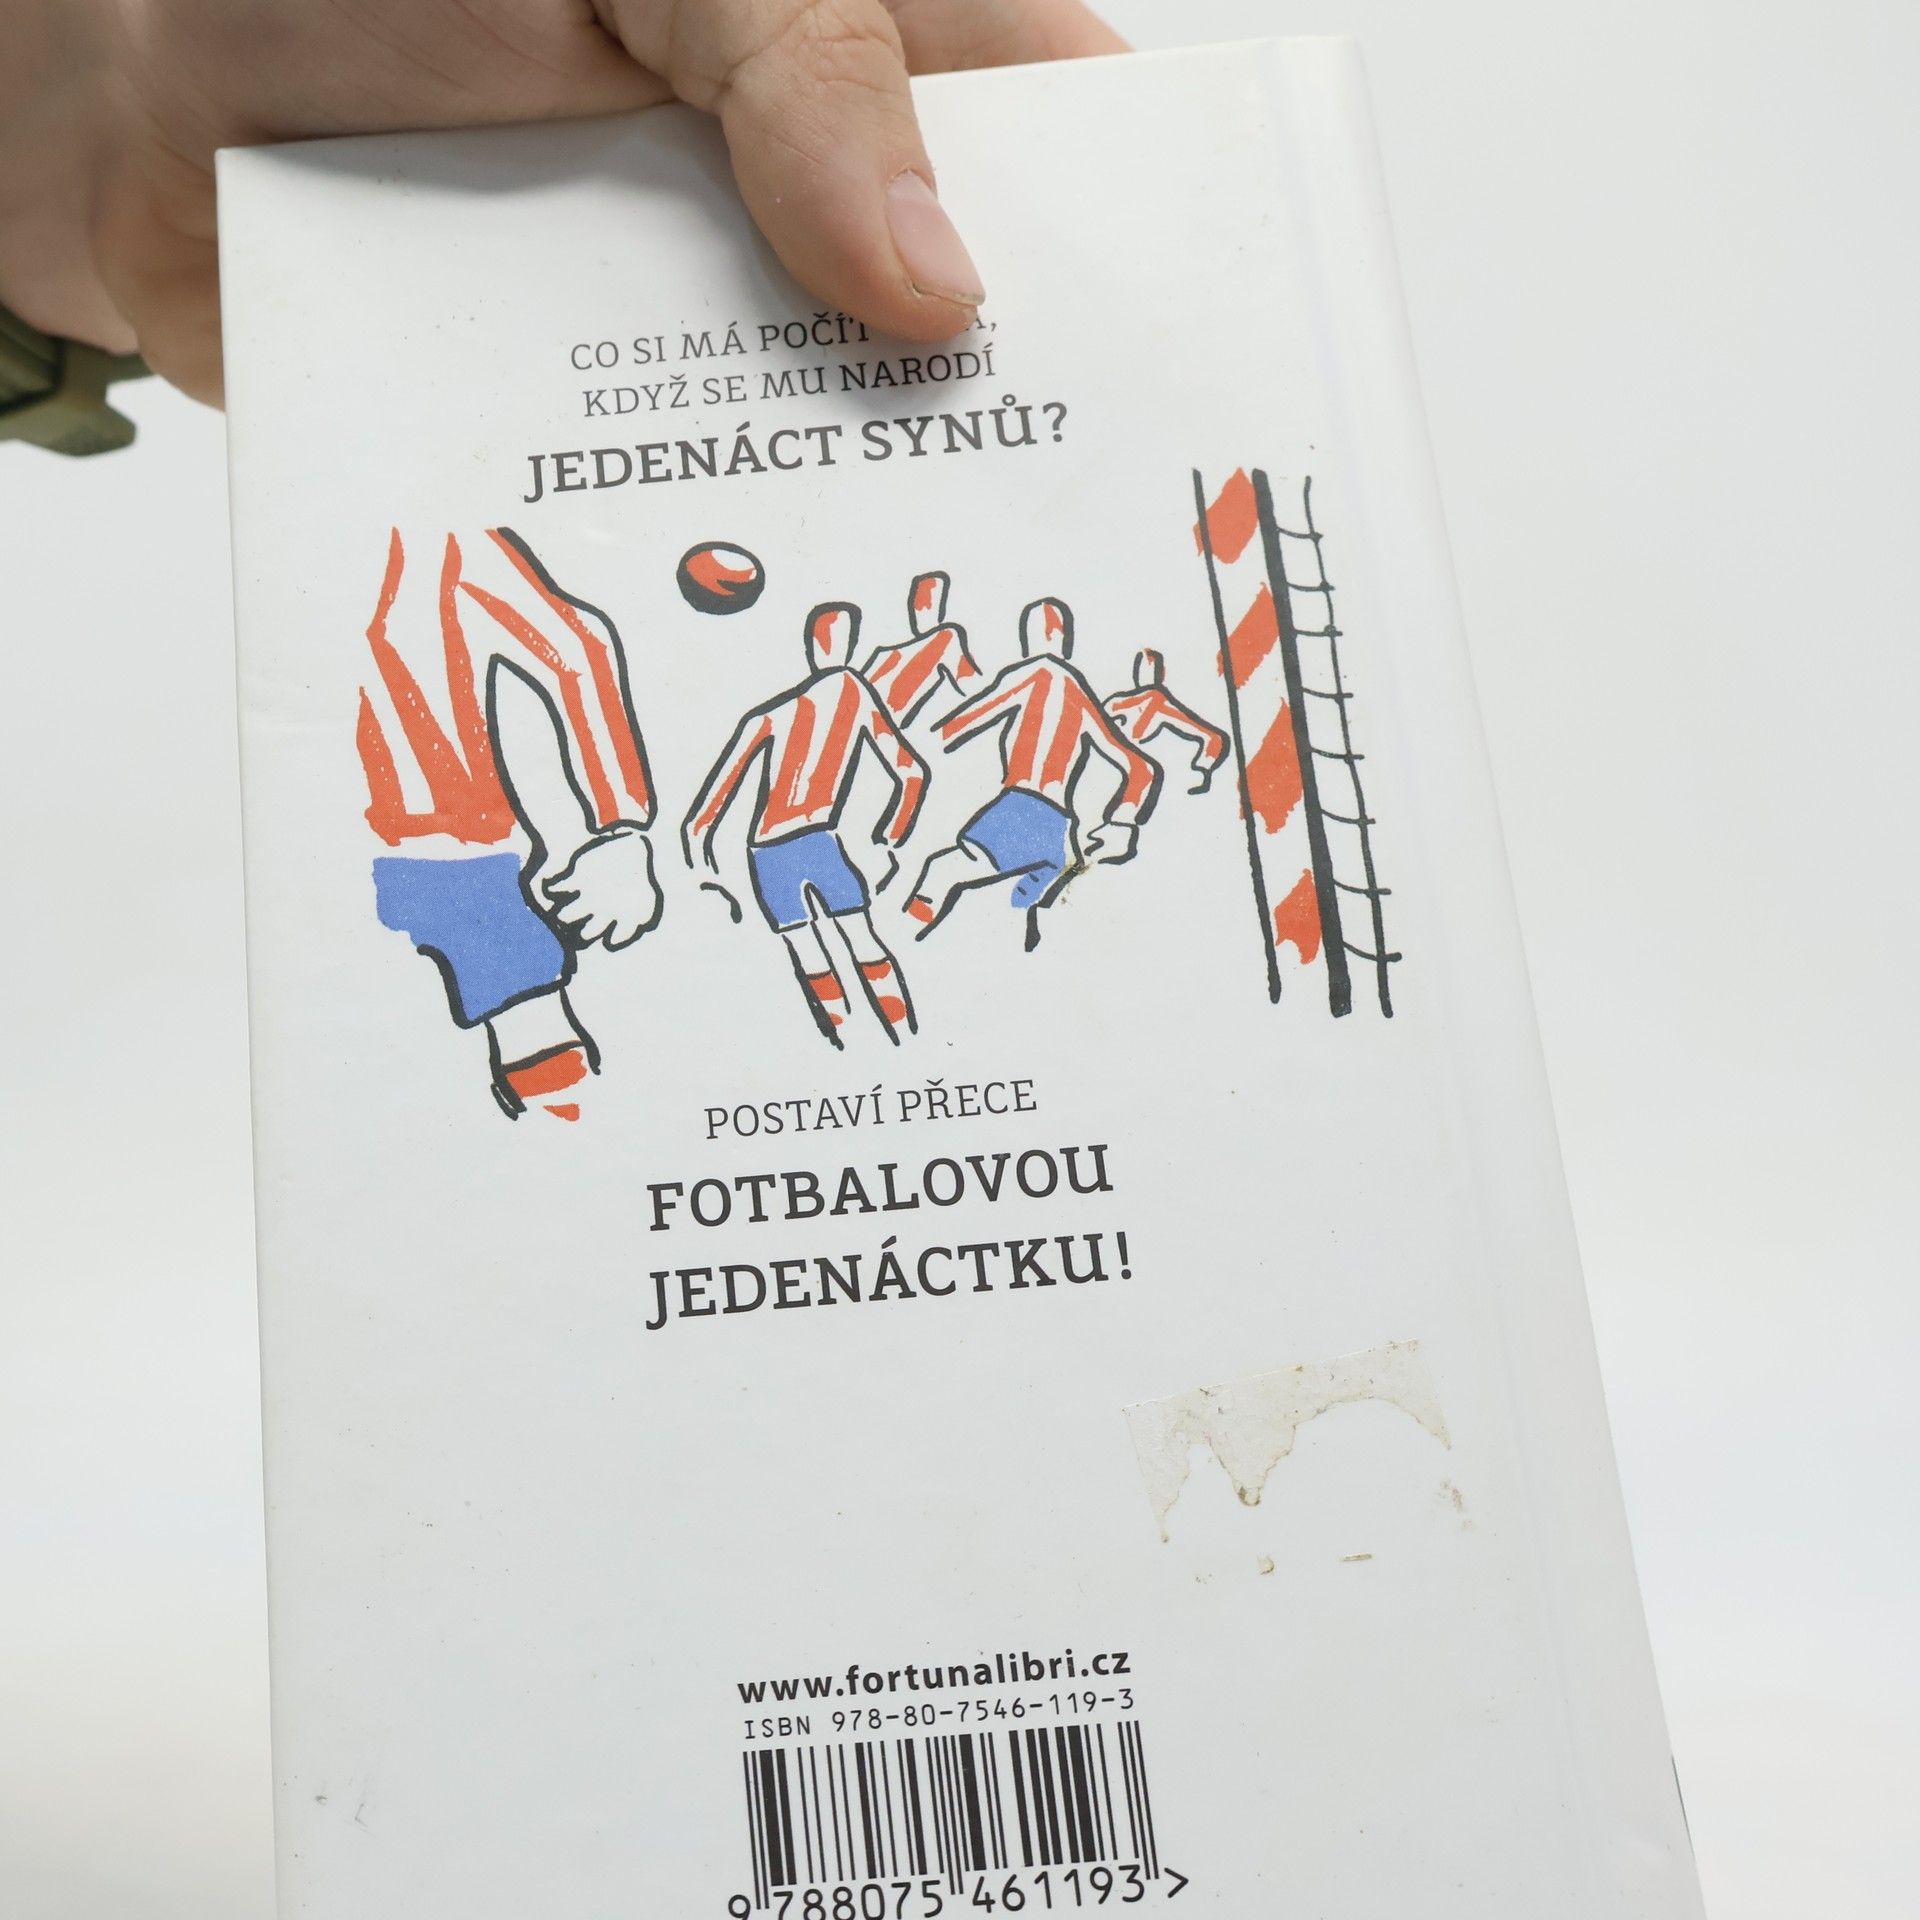 CO SI MÁ POČÍT
KDYŽ SE MU NARODÍ
JEDENÁCT SYNŮ?
POSTAVÍ PŘECE
FOTBALOVOU
JEDENÁCTKU!
www.fortunalibri.cz
ISBN 978-80-7546-119-3
9 788075 461193 >